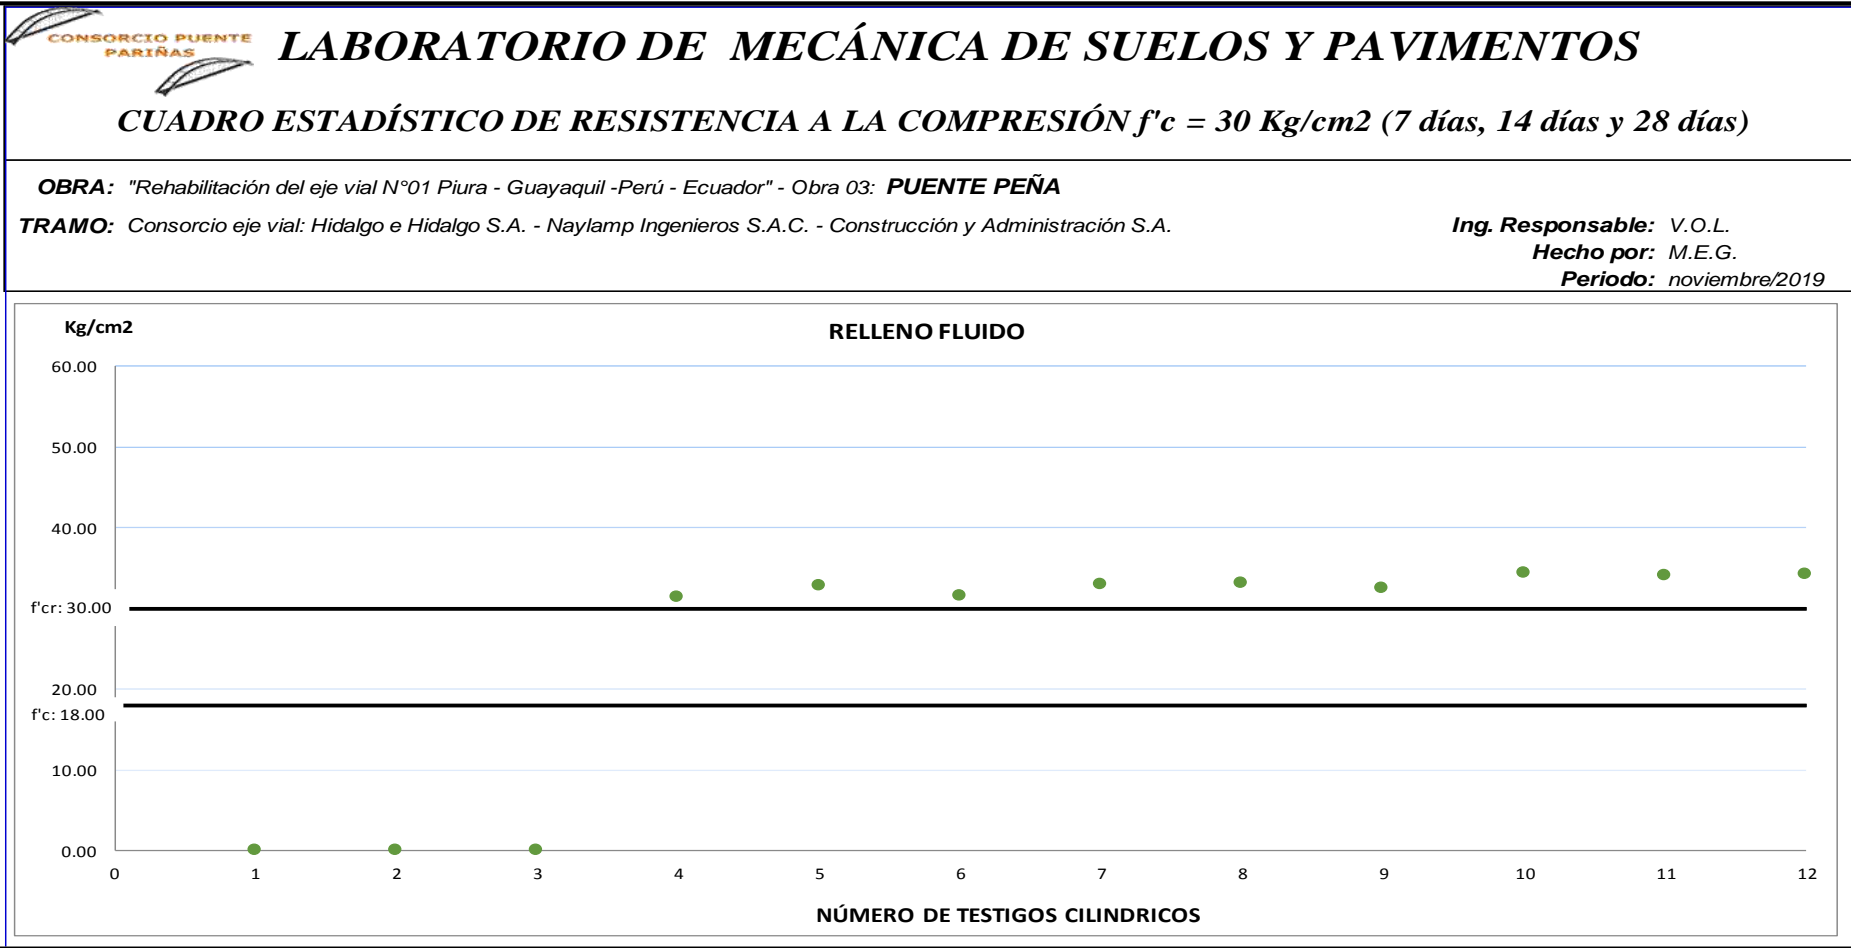 CONSORCIO PUENTE
PARIÑAS
LABORATORIO DE MECÁNICA DE SUELOS Y PAVIMENTOS
CUADRO ESTADÍSTICO DE RESISTENCIA A LA COMPRESIÓN f'c = 30 Kg/cm2 (7 días, 14 días y 28 días)
OBRA: "Rehabilitación del eje vial N°01 Piura - Guayaquil -Perú - Ecuador" - Obra 03: PUENTE PEÑA
TRAMO: Consorcio eje vial: Hidalgo e Hidalgo S.A. - Naylamp Ingenieros S.A.C. - Construcción y Administración S.A.
Ing. Responsable: V.O.L.
Hecho por: M.E.G.
Periodo: noviembre/2019
Kg/cm2
RELLENO FLUIDO
60.00
50.00
40.00
f'cr: 30.00
20.00
f'c: 18.00
10.00
0.00
0 1 2 3 4 5 6 7 8 9 10 11 12
NÚMERO DE TESTIGOS CILINDRICOS